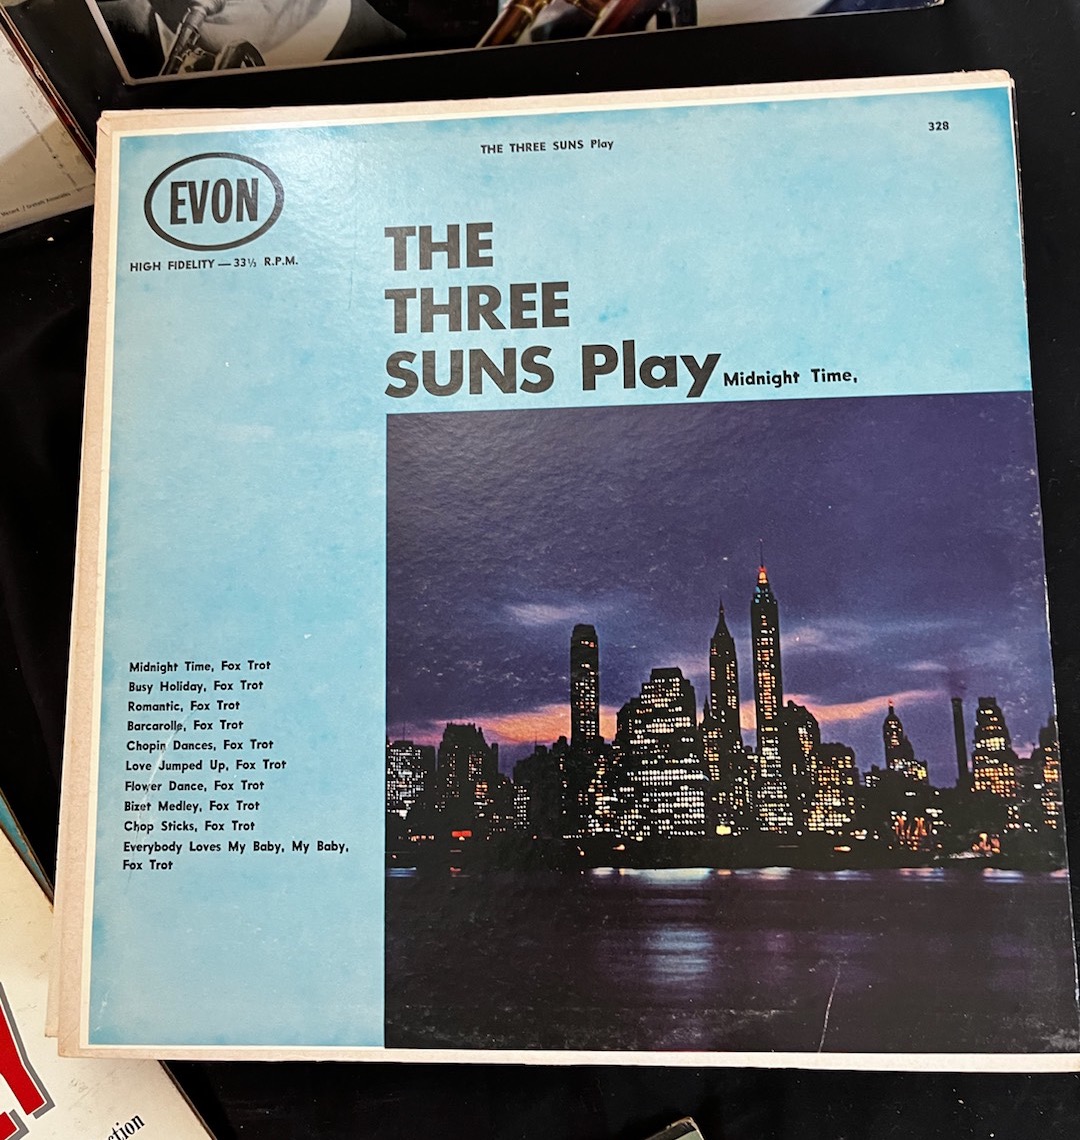 THE THREE SUNS Play
328
EVON
HIGH FIDELITY — 33⅓ R.P.M.
THE
THREE
SUNS Play Midnight Time,
Midnight Time, Fox Trot
Busy Holiday, Fox Trot
Romantic, Fox Trot
Barcarolle, Fox Trot
Chopin Dances, Fox Trot
Love Jumped Up, Fox Trot
Flower Dance, Fox Trot
Bizet Medley, Fox Trot
Chop Sticks, Fox Trot
Everybody Loves My Baby, My Baby,
Fox Trot